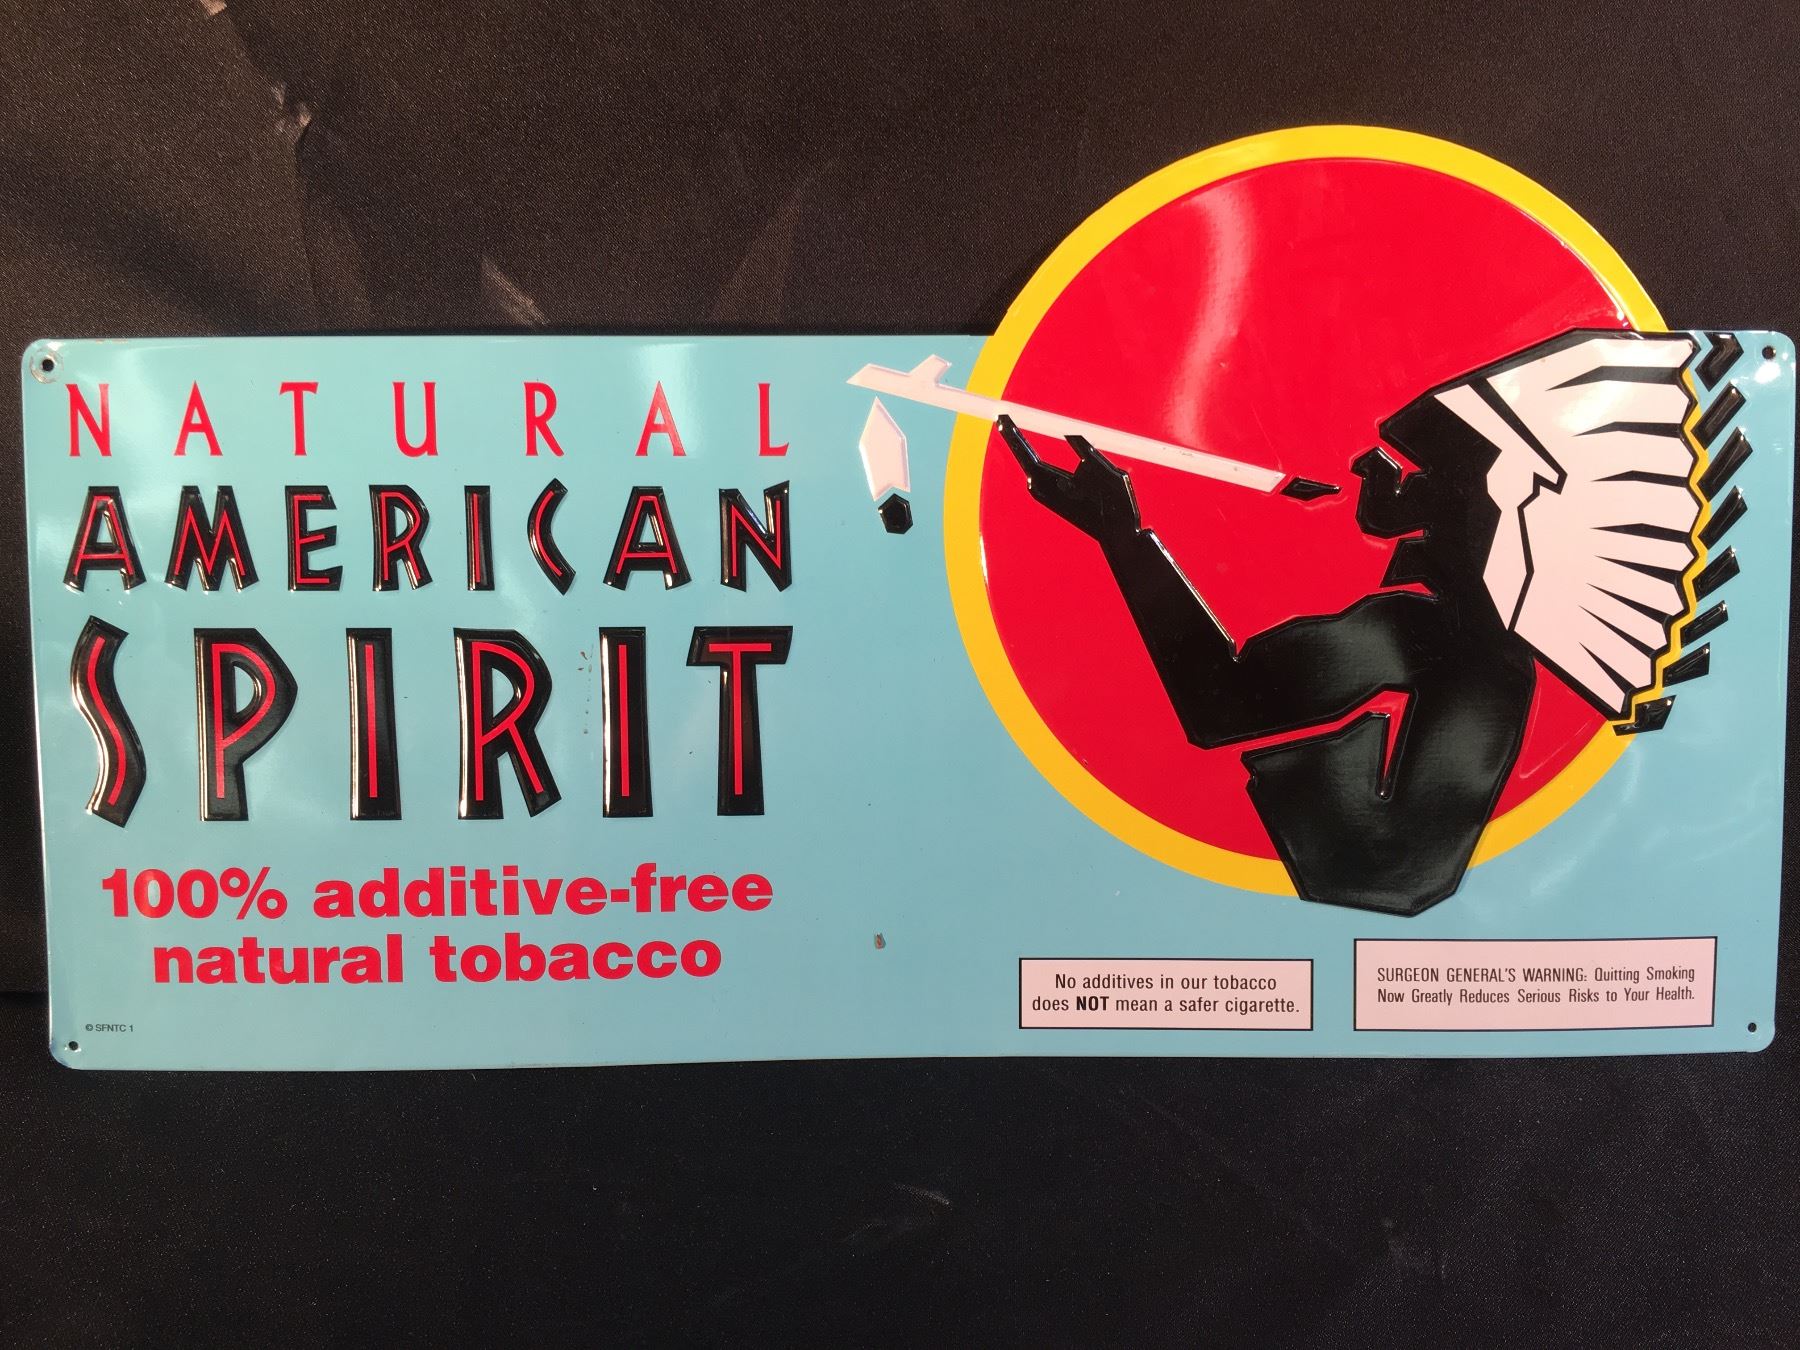 NATURAL
AMERICAN
SPIRIT
100% additive-free
natural tobacco
© SFNTC 1
No additives in our tobacco
does NOT mean a safer cigarette.
SURGEON GENERAL'S WARNING: Quitting Smoking
Now Greatly Reduces Serious Risks to Your Health.